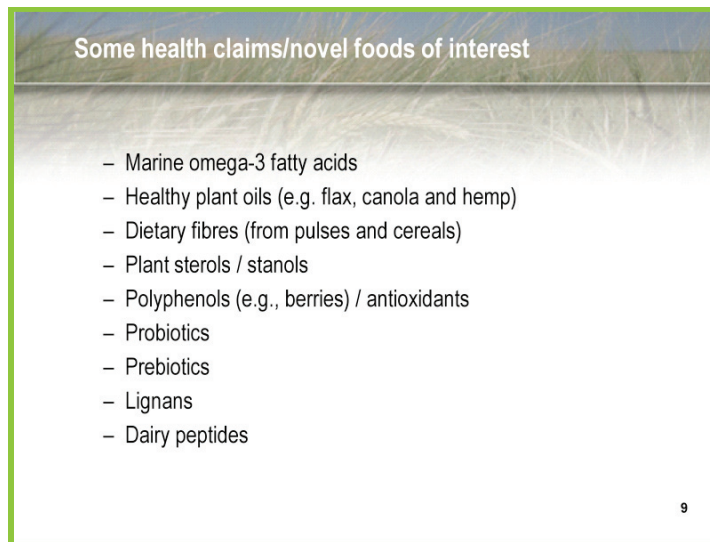 Some health claims/novel foods of interest
– Marine omega-3 fatty acids
– Healthy plant oils (e.g. flax, canola and hemp)
– Dietary fibres (from pulses and cereals)
– Plant sterols / stanols
– Polyphenols (e.g., berries) / antioxidants
– Probiotics
– Prebiotics
– Lignans
– Dairy peptides
9